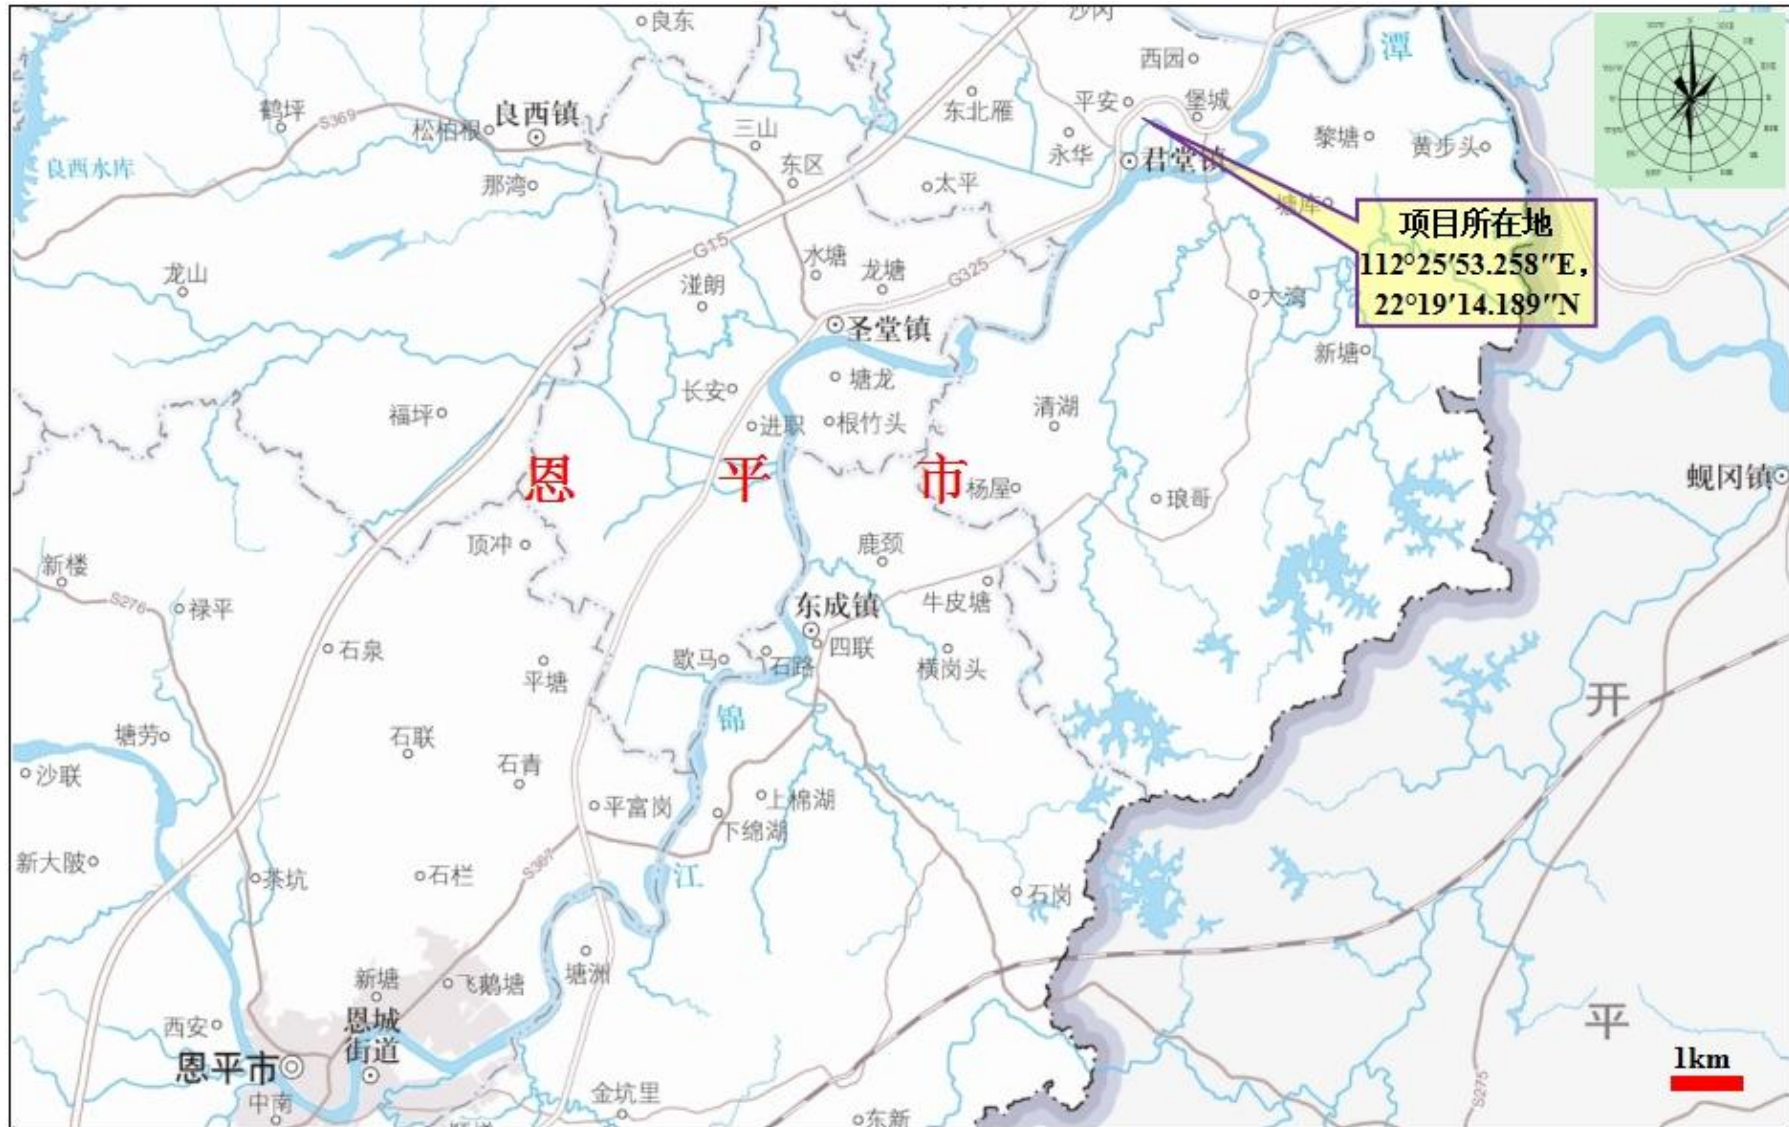 良东
沙冈
潭
西园
鹤坪
S369
松柏根
良西镇
三山
东北雁
平安
堡城
良西水库
那湾
东区
太平
永华
君堂镇
黎塘
黄步头
塘库
项目所在地
112°25′53.258″E，
22°19′14.189″N
龙山
G15
水塘
龙塘
G325
湴朗
大湾
圣堂镇
新塘
福坪
长安
塘龙
进职
根竹头
清湖
恩平市
杨屋
琅哥
蚬冈镇
顶冲
鹿颈
新楼
S276
禄平
东成镇
牛皮塘
石泉
平塘
歇马
石路
四联
横岗头
锦
开
塘劳
石联
沙联
石青
平富岗
上棉湖
下绵湖
新大陂
茶坑
石栏
S367
江
石岗
新塘
飞鹅塘
塘洲
西安
恩城
街道
平
恩平市
中南
金坑里
东新
S275
1km